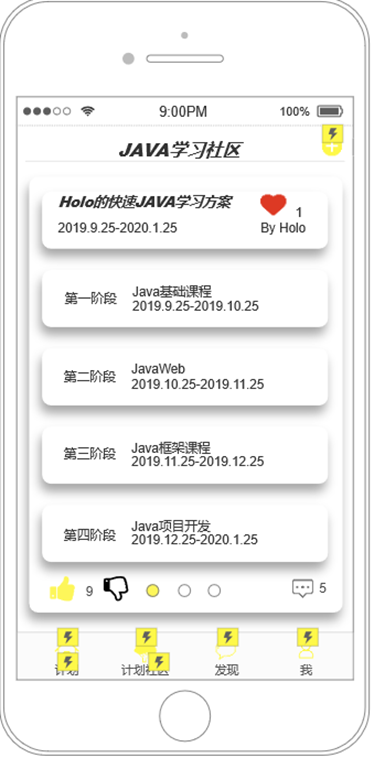 9:00PM 100%
JAVA学习社区
Holo的快速JAVA学习方案
1
2019.9.25-2020.1.25 By Holo
第一阶段 Java基础课程
2019.9.25-2019.10.25
第二阶段 JavaWeb
2019.10.25-2019.11.25
第三阶段 Java框架课程
2019.11.25-2019.12.25
第四阶段 Java项目开发
2019.12.25-2020.1.25
9 5
计划 计划社区 发现 我